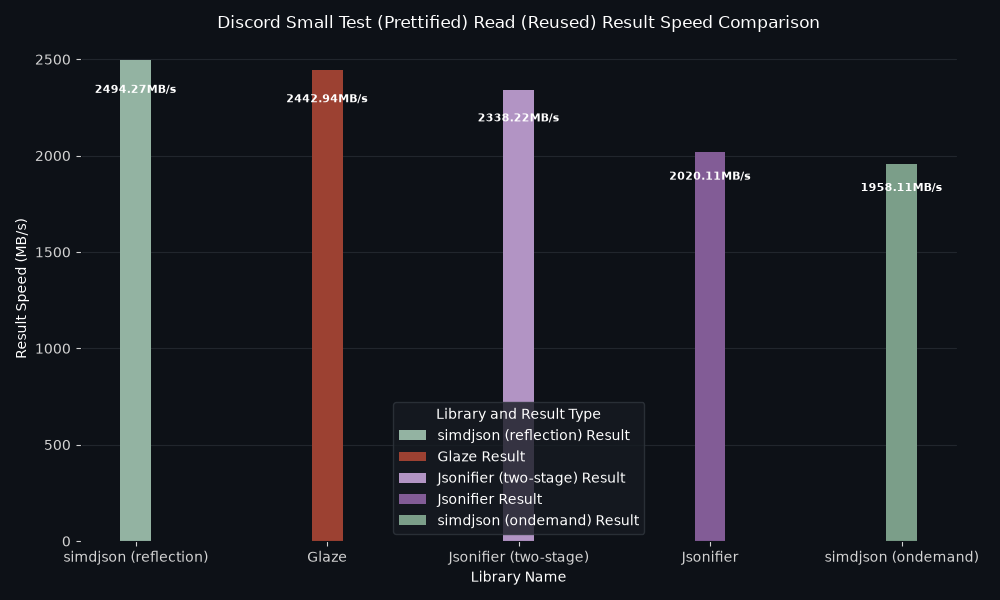 Discord Small Test (Prettified) Read (Reused) Result Speed Comparison
Result Speed (MB/s)
2500
2000
1500
1000
500
0
2494.27MB/s
2442.94MB/s
2338.22MB/s
2020.11MB/s
1958.11MB/s
Library and Result Type
simdjson (reflection) Result
Glaze Result
Jsonifier (two-stage) Result
Jsonifier Result
simdjson (ondemand) Result
simdjson (reflection)
Glaze
Jsonifier (two-stage)
Jsonifier
simdjson (ondemand)
Library Name